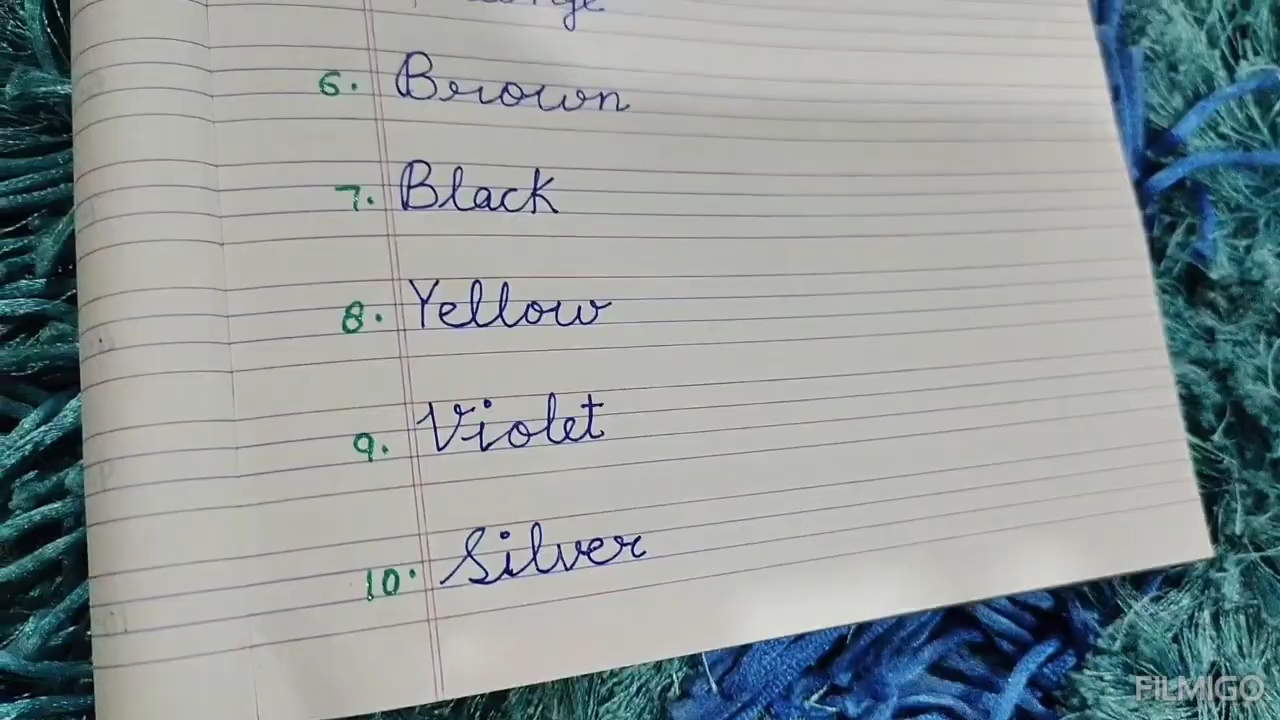 6. Brown
7. Black
8. Yellow
9. Violet
10. Silver
FILMIGO